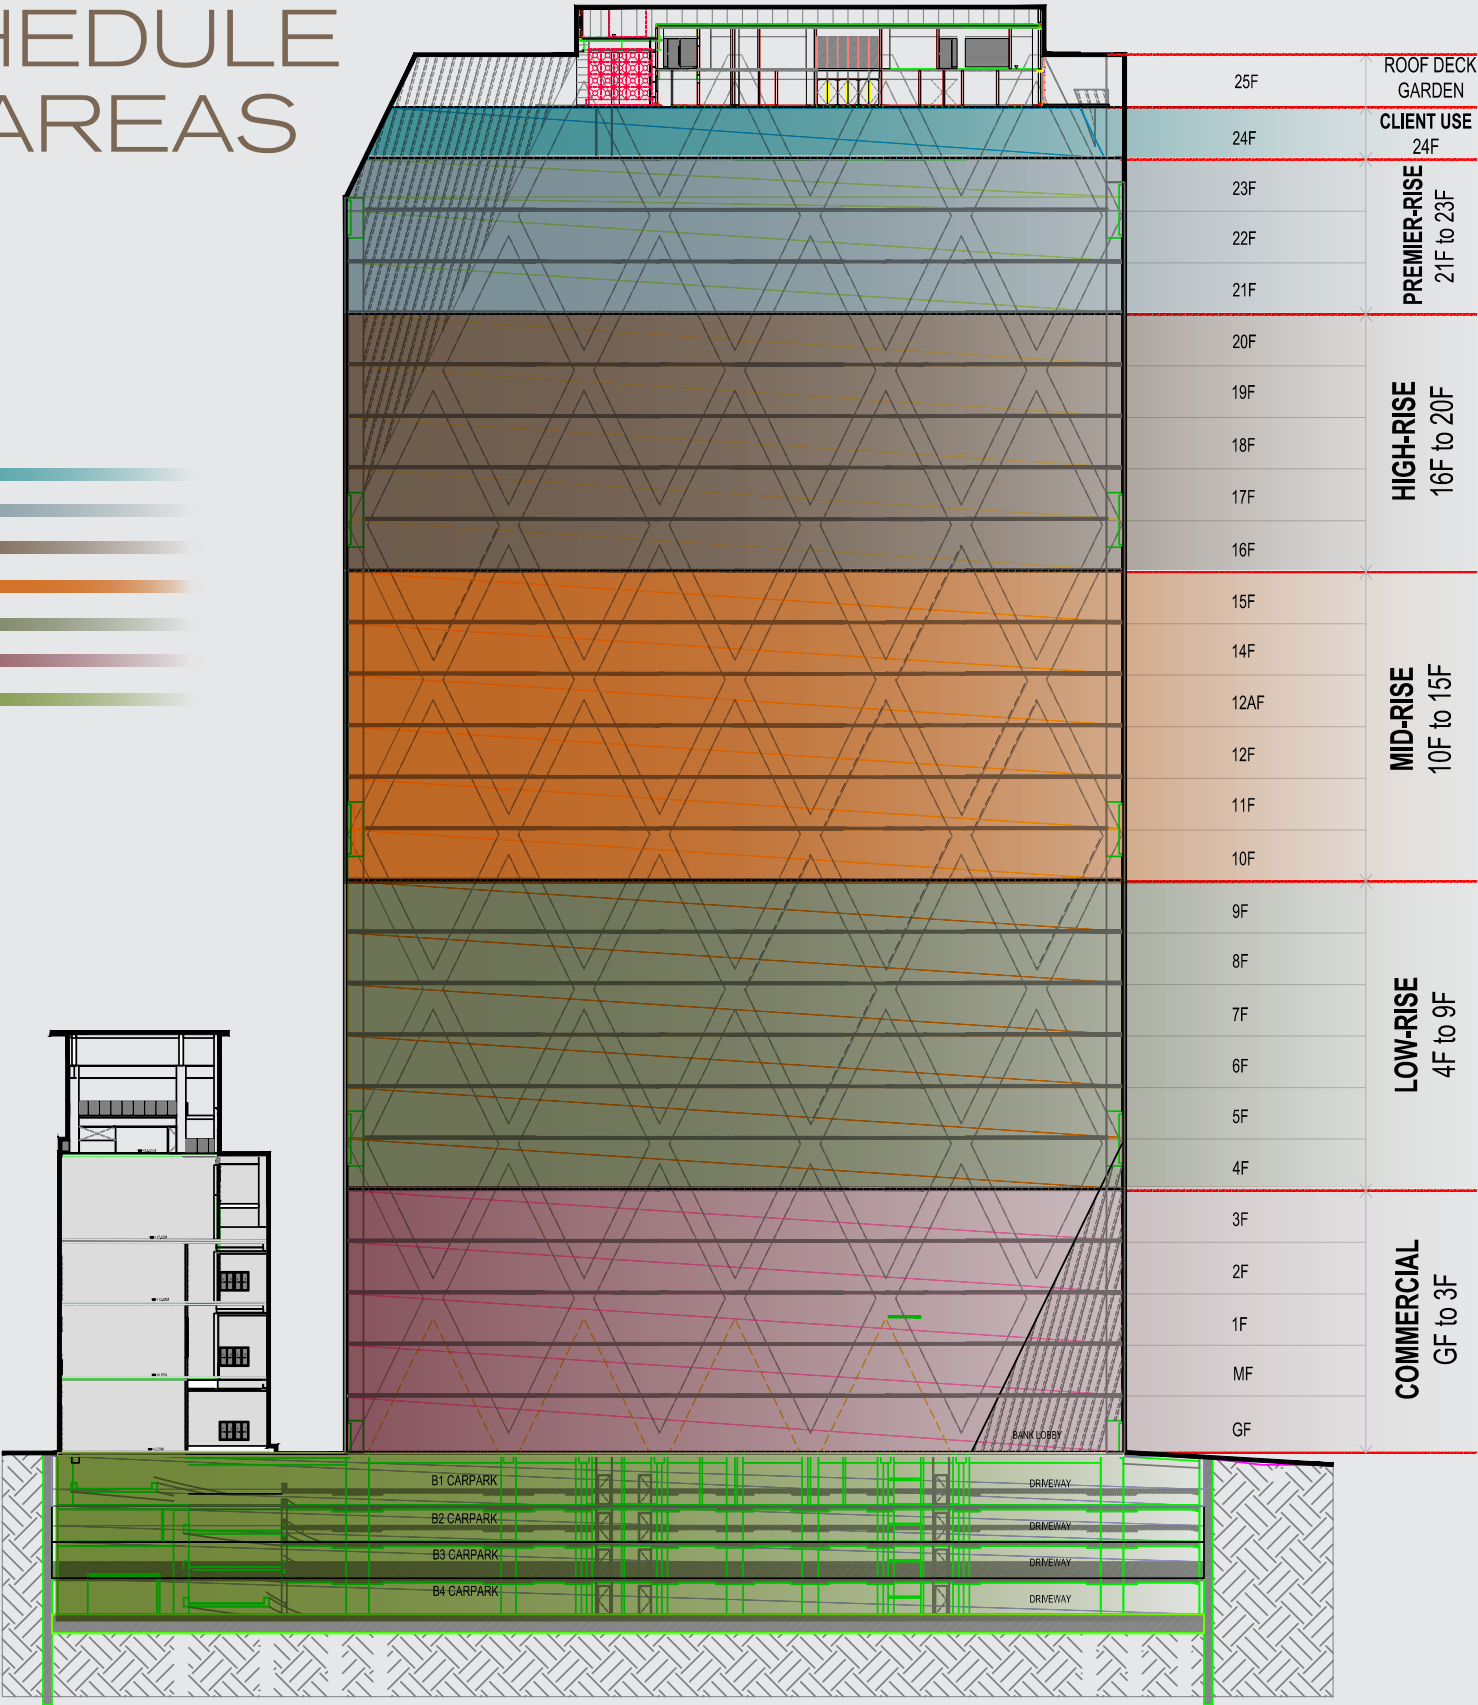 HEDULE
AREAS
25F
ROOF DECK
GARDEN
24F
CLIENT USE
24F
23F
22F
21F
PREMIER-RISE
21F to 23F
20F
19F
18F
17F
16F
HIGH-RISE
16F to 20F
15F
14F
12AF
12F
11F
10F
MID-RISE
10F to 15F
9F
8F
7F
6F
5F
4F
LOW-RISE
4F to 9F
3F
2F
1F
MF
GF
COMMERCIAL
GF to 3F
BANK LOBBY
B1 CARPARK
DRIVEWAY
B2 CARPARK
DRIVEWAY
B3 CARPARK
DRIVEWAY
B4 CARPARK
DRIVEWAY